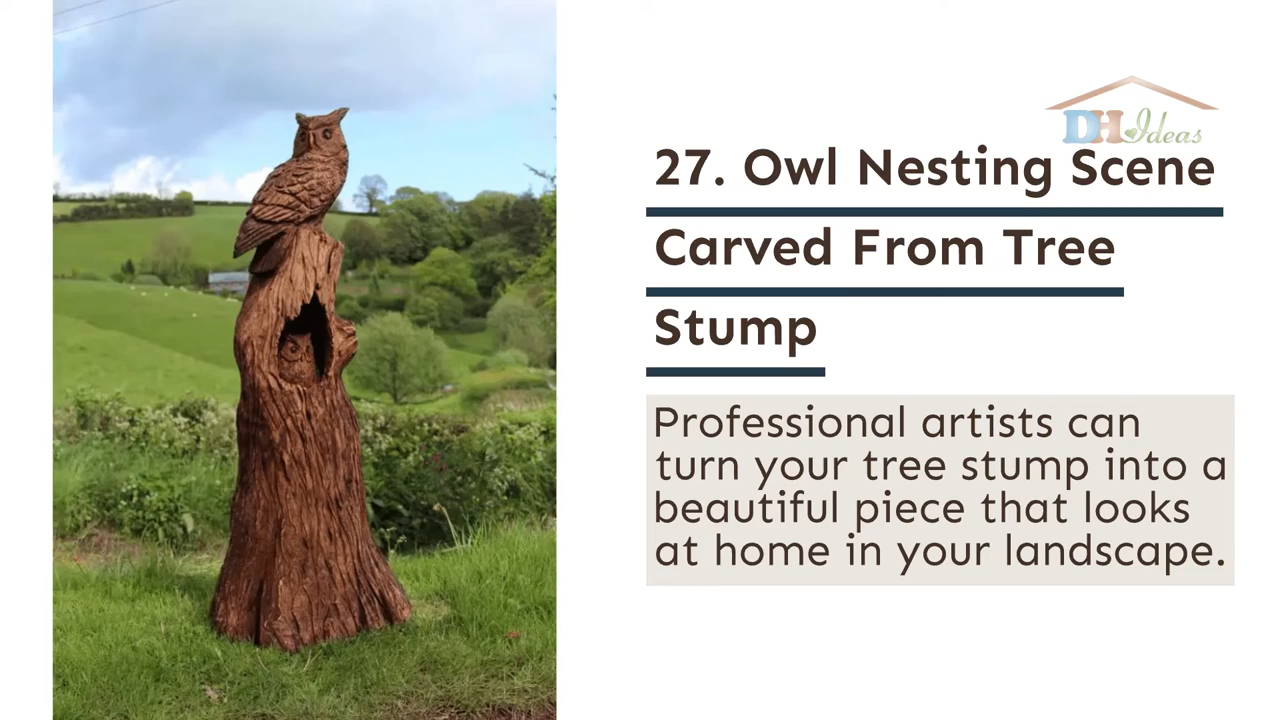 DH Ideas
27. Owl Nesting Scene
Carved From Tree
Stump
Professional artists can
turn your tree stump into a
beautiful piece that looks
at home in your landscape.